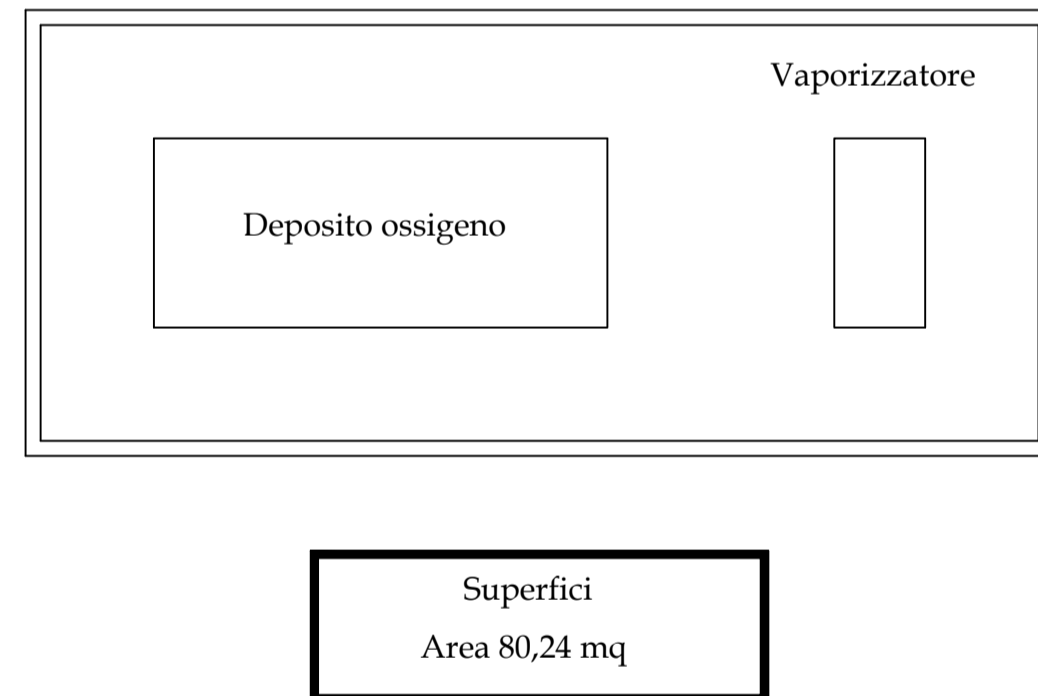 Vaporizzatore
Deposito ossigeno
Superfici
Area 80,24 mq